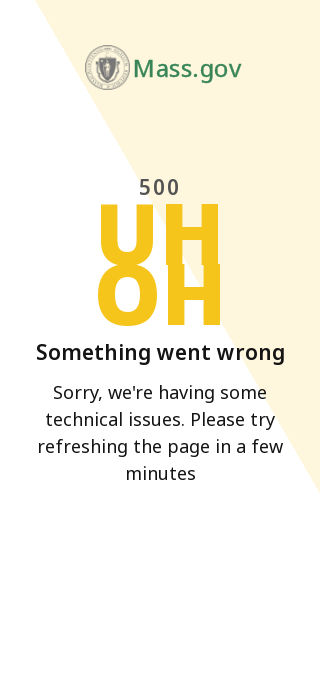 Mass.gov
500
UH
OH
Something went wrong
Sorry, we're having some
technical issues. Please try
refreshing the page in a few
minutes